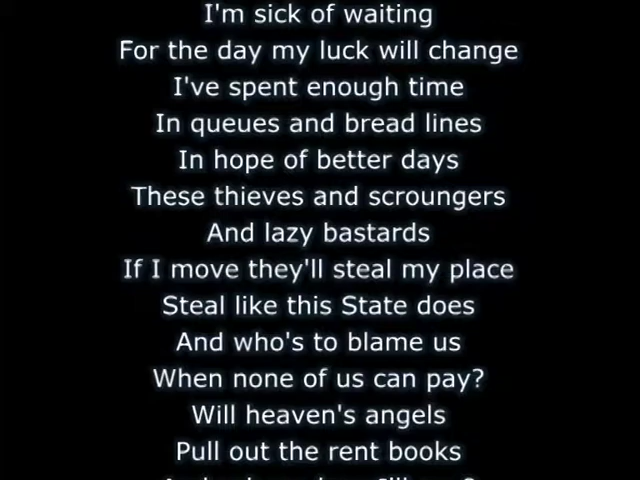 I'm sick of waiting
For the day my luck will change
I've spent enough time
In queues and bread lines
In hope of better days
These thieves and scroungers
And lazy bastards
If I move they'll steal my place
Steal like this State does
And who's to blame us
When none of us can pay?
Will heaven's angels
Pull out the rent books